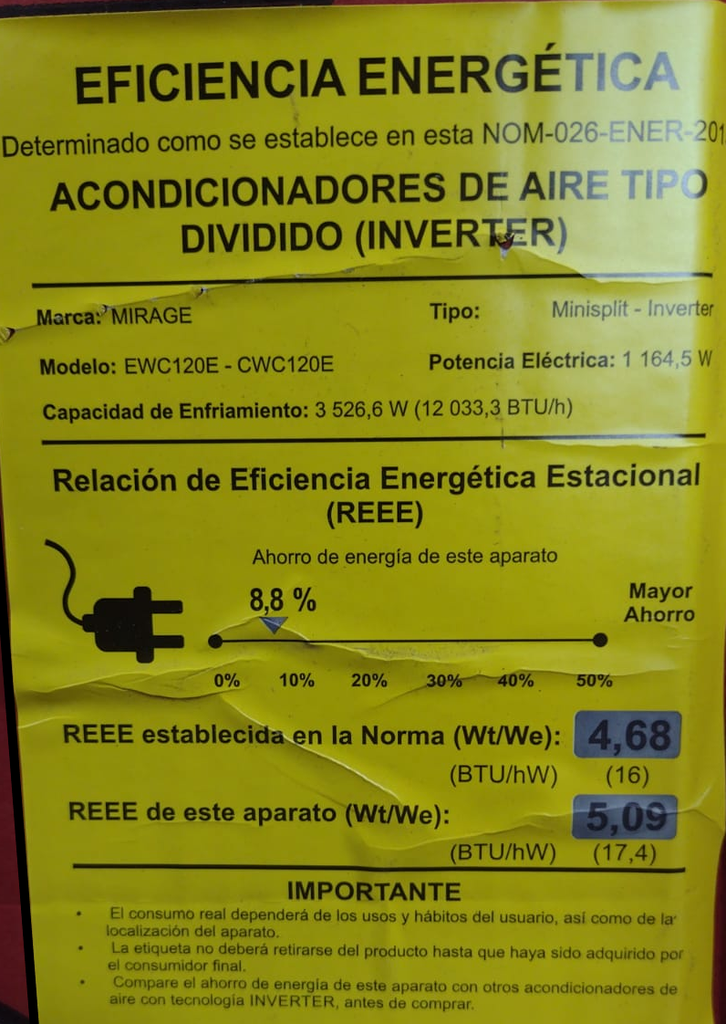 EFICIENCIA ENERGÉTICA
Determinado como se establece en esta NOM-026-ENER-201
ACONDICIONADORES DE AIRE TIPO
DIVIDIDO (INVERTER)
Marca: MIRAGE
Tipo: Minisplit - Inverter
Modelo: EWC120E - CWC120E
Potencia Eléctrica: 1 164,5 W
Capacidad de Enfriamiento: 3 526,6 W (12 033,3 BTU/h)
Relación de Eficiencia Energética Estacional
(REEE)
Ahorro de energía de este aparato
8,8 %
Mayor
Ahorro
0% 10% 20% 30% 40% 50%
REEE establecida en la Norma (Wt/We): 4,68
(BTU/hW) (16)
REEE de este aparato (Wt/We): 5,09
(BTU/hW) (17,4)
IMPORTANTE
• El consumo real dependerá de los usos y hábitos del usuario, así como de la
localización del aparato.
• La etiqueta no deberá retirarse del producto hasta que haya sido adquirido por
el consumidor final.
• Compare el ahorro de energía de este aparato con otros acondicionadores de
aire con tecnología INVERTER, antes de comprar.